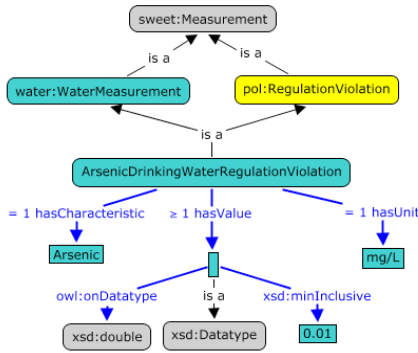 sweet:Measurement
is a
is a
water:WaterMeasurement
pol:RegulationViolation
is a
ArsenicDrinkingWaterRegulationViolation
= 1 hasCharacteristic
≥ 1 hasValue
= 1 hasUnit
Arsenic
mg/L
owl:onDatatype
is a
xsd:minInclusive
xsd:double
xsd:Datatype
0.01